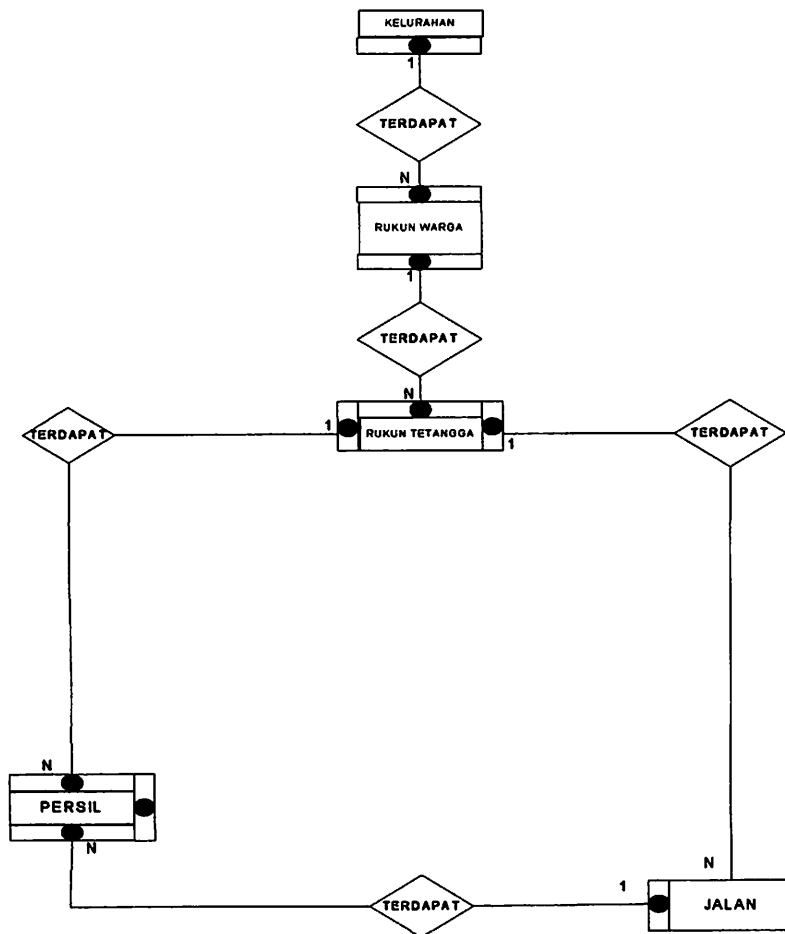 KELURAHAN
1
TERDAPAT
N
RUKUN WARGA
1
TERDAPAT
N
TERDAPAT
1
RUKUN TETANGGA
1
TERDAPAT
N
PERSIL
N
N
1
JALAN
TERDAPAT